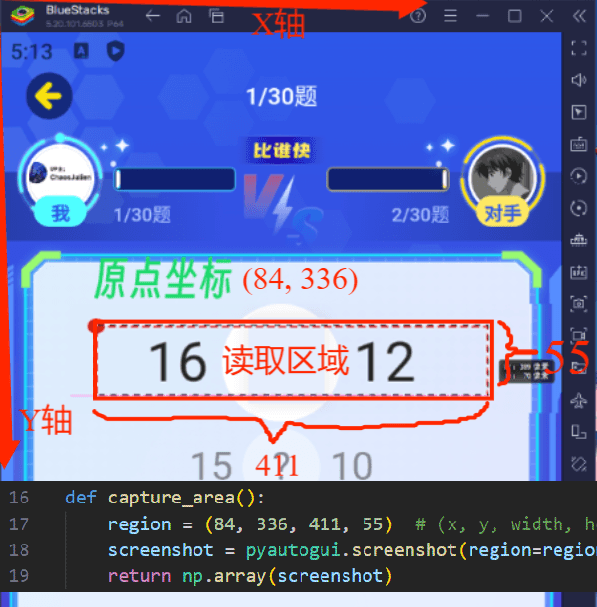 BlueStacks
5.20.101.6503 P64
X轴
5:13
1/30题
比谁快
我
1/30题
VS
2/30题
对手
原点坐标 (84, 336)
16 读取区域 12
55
Y轴
411
15 ? 10
16 def capture_area():
17 region = (84, 336, 411, 55) # (x, y, width, h
18 screenshot = pyautogui.screenshot(region=regio
19 return np.array(screenshot)